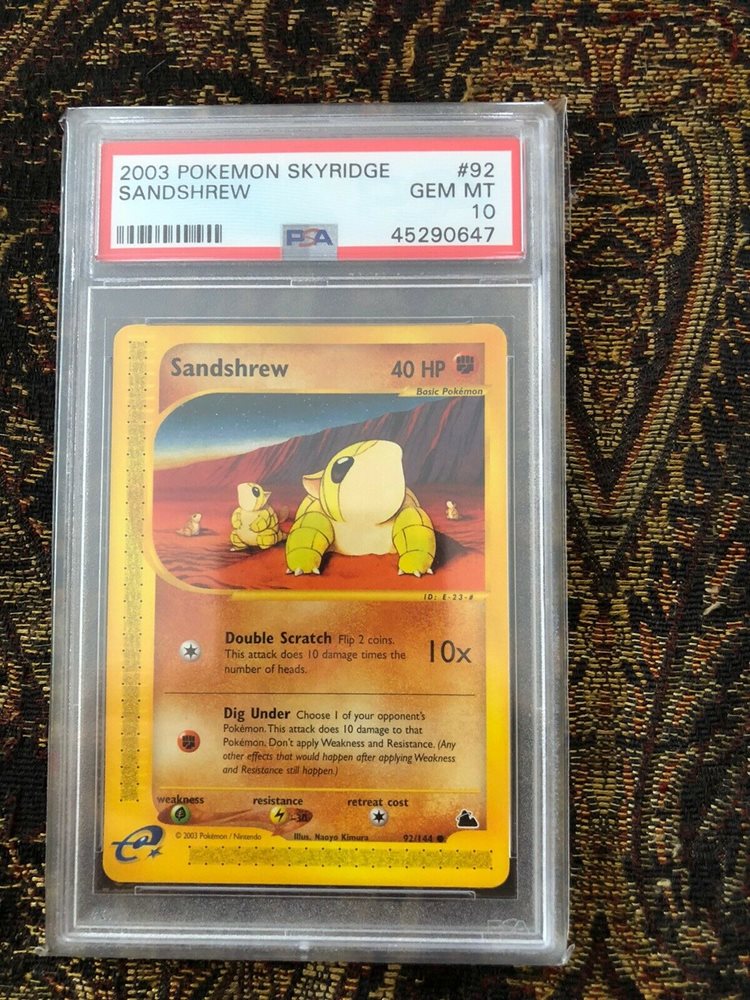 2003 POKEMON SKYRIDGE #92
SANDSHREW GEM MT
10
PSA 45290647
Sandshrew 40 HP
Basic Pokémon
ID: E-23-#
Double Scratch Flip 2 coins.
This attack does 10 damage times the
number of heads.
10x
Dig Under Choose 1 of your opponent's
Pokémon. This attack does 10 damage to that
Pokémon. Don't apply Weakness and Resistance. (Any
other effects that would happen after applying Weakness
and Resistance still happen.)
weakness resistance retreat cost
-30
© 2003 Pokémon / Nintendo Illus. Naoyo Kimura 92/144
e
PSA